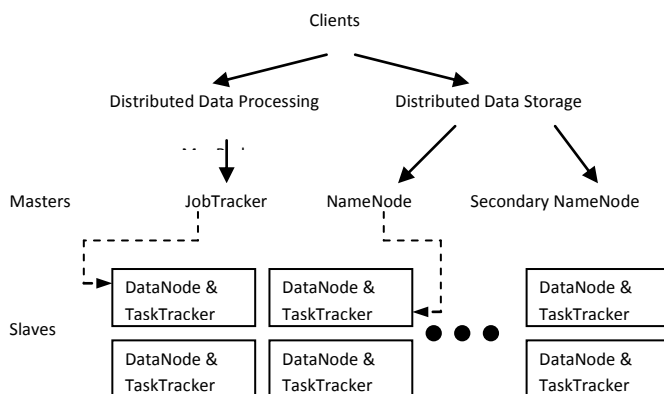 Clients
Distributed Data Processing
Distributed Data Storage
Masters
JobTracker
NameNode
Secondary NameNode
DataNode &
TaskTracker
DataNode &
TaskTracker
DataNode &
TaskTracker
Slaves
DataNode &
TaskTracker
DataNode &
TaskTracker
DataNode &
TaskTracker